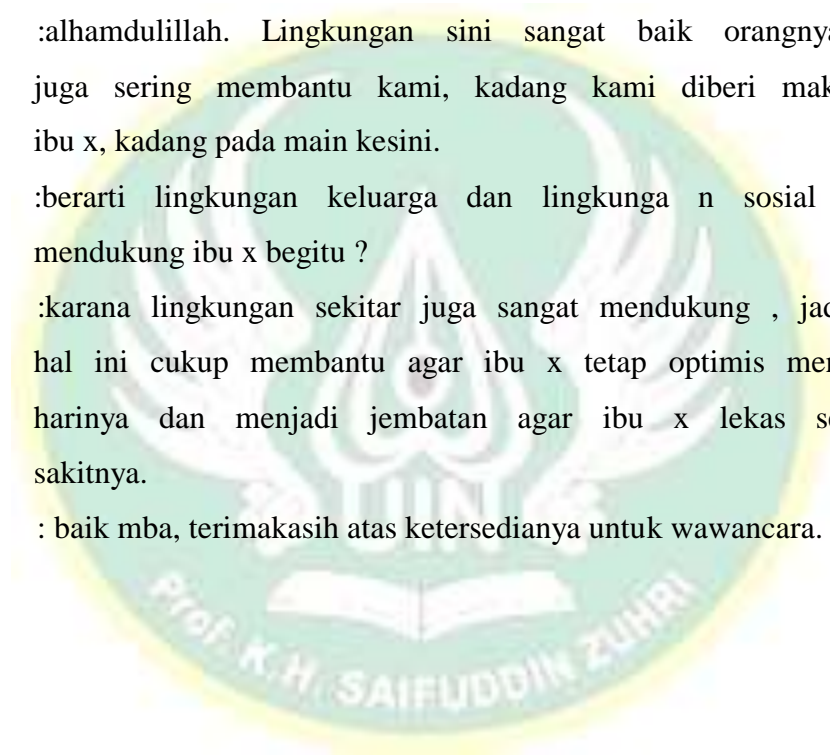 :alhamdulillah. Lingkungan sini sangat baik orangnya
juga sering membantu kami, kadang kami diberi mak
ibu x, kadang pada main kesini.
:berarti lingkungan keluarga dan lingkunga n sosial
mendukung ibu x begitu ?
:karana lingkungan sekitar juga sangat mendukung , jad
hal ini cukup membantu agar ibu x tetap optimis men
harinya dan menjadi jembatan agar ibu x lekas se
sakitnya.
: baik mba, terimakasih atas ketersedianya untuk wawancara.
UIN
Prof. K.H. SAIFUDDIN ZUHRI